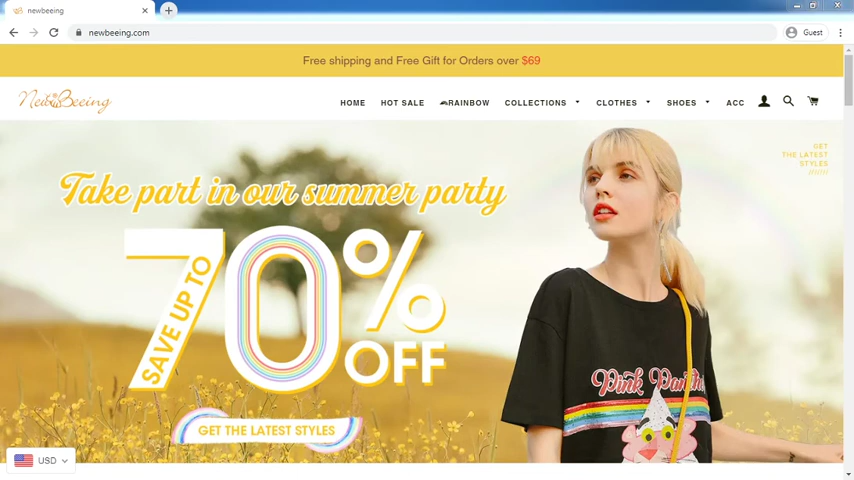 newbeeing
newbeeing.com
Guest
Free shipping and Free Gift for Orders over $69
New Beeing
HOME HOT SALE RAINBOW COLLECTIONS CLOTHES SHOES ACC
GET
THE LATEST
STYLES
///////
Take part in our summer party
SAVE UP TO
70%
OFF
GET THE LATEST STYLES
Pink Panther
USD